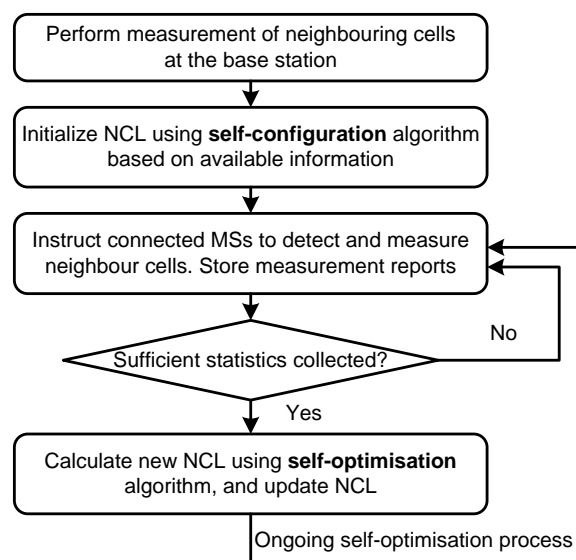 Perform measurement of neighbouring cells
at the base station
Initialize NCL using self-configuration algorithm
based on available information
Instruct connected MSs to detect and measure
neighbour cells. Store measurement reports
No
Sufficient statistics collected?
Yes
Calculate new NCL using self-optimisation
algorithm, and update NCL
Ongoing self-optimisation process